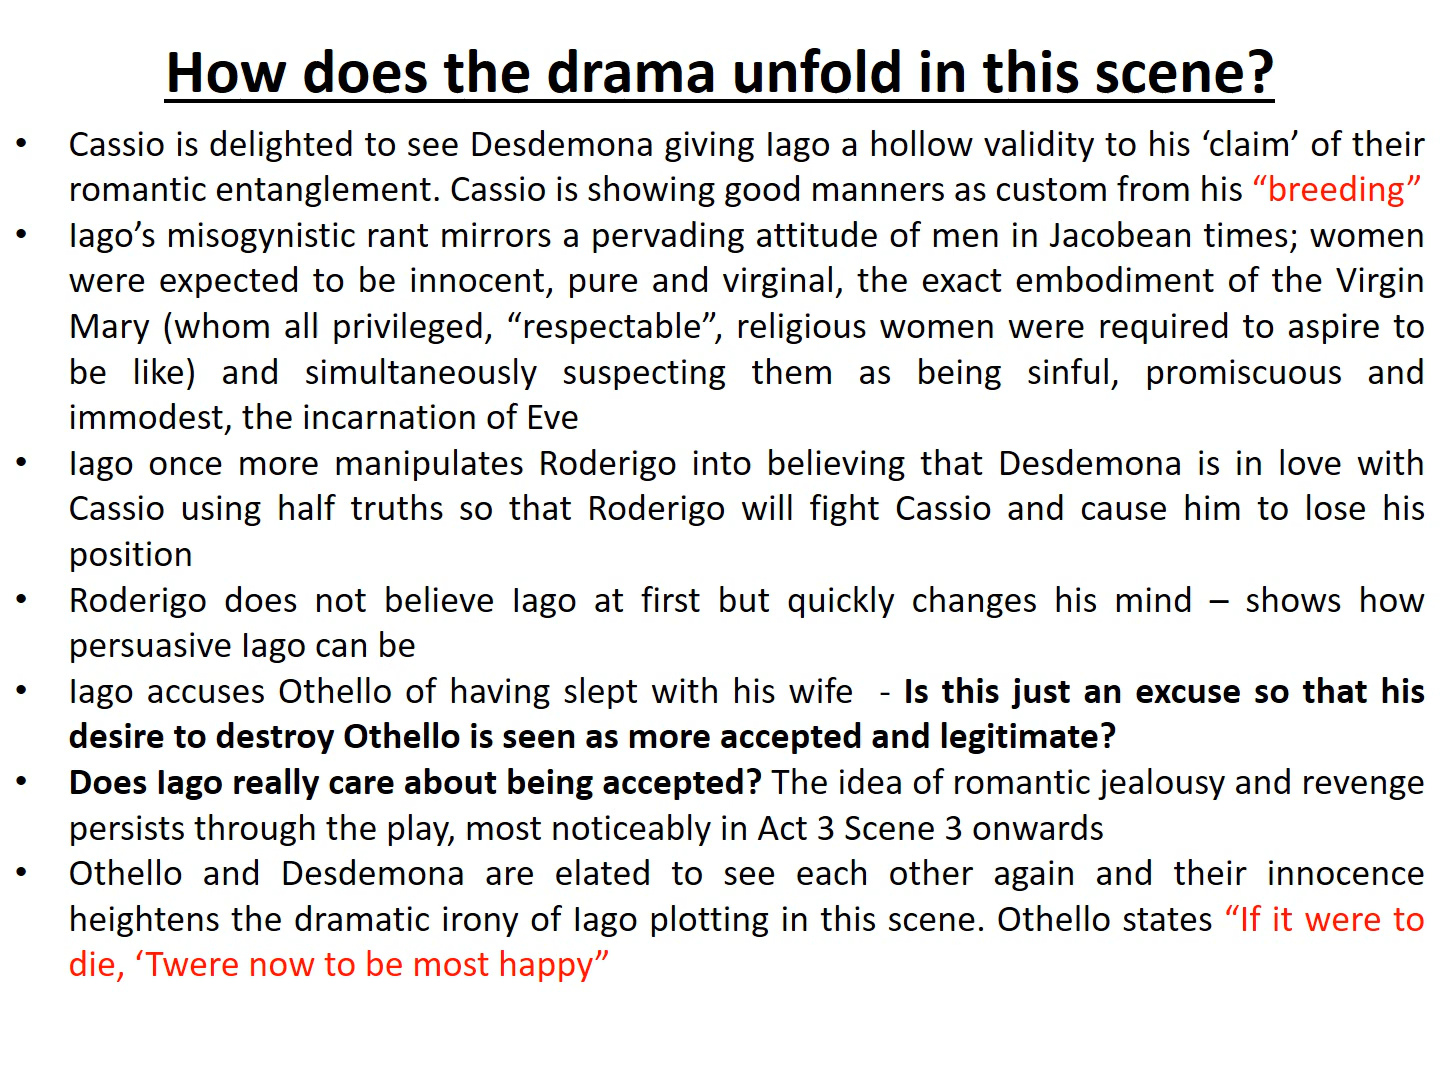 How does the drama unfold in this scene?
• Cassio is delighted to see Desdemona giving Iago a hollow validity to his ‘claim’ of their
romantic entanglement. Cassio is showing good manners as custom from his “breeding”
• Iago’s misogynistic rant mirrors a pervading attitude of men in Jacobean times; women
were expected to be innocent, pure and virginal, the exact embodiment of the Virgin
Mary (whom all privileged, “respectable”, religious women were required to aspire to
be like) and simultaneously suspecting them as being sinful, promiscuous and
immodest, the incarnation of Eve
• Iago once more manipulates Roderigo into believing that Desdemona is in love with
Cassio using half truths so that Roderigo will fight Cassio and cause him to lose his
position
• Roderigo does not believe Iago at first but quickly changes his mind – shows how
persuasive Iago can be
• Iago accuses Othello of having slept with his wife - Is this just an excuse so that his
desire to destroy Othello is seen as more accepted and legitimate?
• Does Iago really care about being accepted? The idea of romantic jealousy and revenge
persists through the play, most noticeably in Act 3 Scene 3 onwards
• Othello and Desdemona are elated to see each other again and their innocence
heightens the dramatic irony of Iago plotting in this scene. Othello states “If it were to
die, ‘Twere now to be most happy”